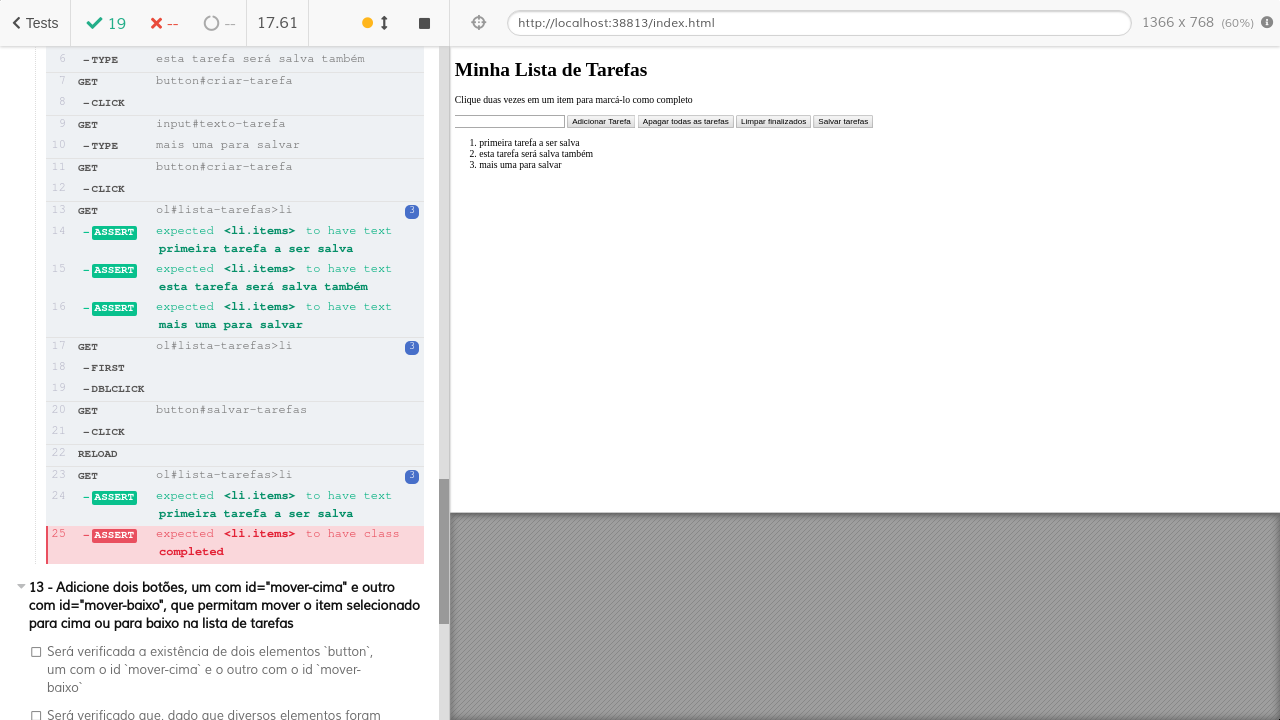 Tests
19
--
--
17.61
http://localhost:38813/index.html
1366 x 768 (60%)
6 -TYPE esta tarefa será salva também
7 GET button#criar-tarefa
8 -CLICK
9 GET input#texto-tarefa
10 -TYPE mais uma para salvar
11 GET button#criar-tarefa
12 -CLICK
13 GET ol#lista-tarefas>li 3
14 -ASSERT expected <li.items> to have text
primeira tarefa a ser salva
15 -ASSERT expected <li.items> to have text
esta tarefa será salva também
16 -ASSERT expected <li.items> to have text
mais uma para salvar
17 GET ol#lista-tarefas>li 3
18 -FIRST
19 -DBLCLICK
20 GET button#salvar-tarefas
21 -CLICK
22 RELOAD
23 GET ol#lista-tarefas>li 3
24 -ASSERT expected <li.items> to have text
primeira tarefa a ser salva
25 -ASSERT expected <li.items> to have class
completed
13 - Adicione dois botões, um com id="mover-cima" e outro
com id="mover-baixo", que permitam mover o item selecionado
para cima ou para baixo na lista de tarefas
Será verificada a existência de dois elementos `button`,
um com o id `mover-cima` e o outro com o id `mover-
baixo`
Será verificado que, dado que diversos elementos foram
Minha Lista de Tarefas
Clique duas vezes em um item para marcá-lo como completo
Adicionar Tarefa Apagar todas as tarefas Limpar finalizados Salvar tarefas
1. primeira tarefa a ser salva
2. esta tarefa será salva também
3. mais uma para salvar